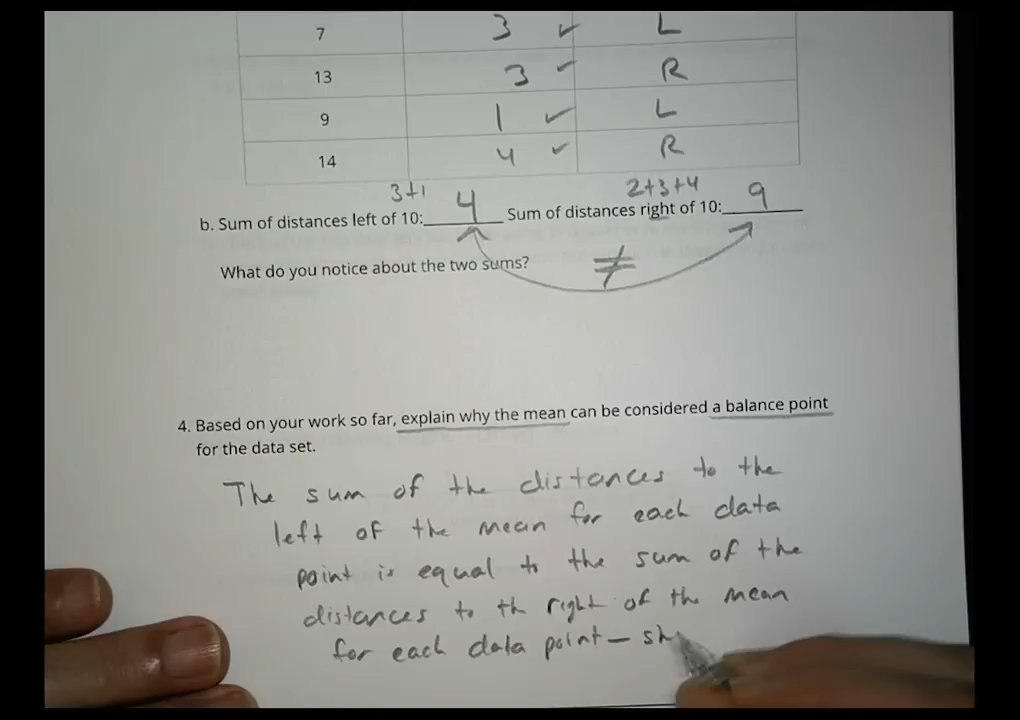 7 3 ✓ L
13 3 ✓ R
9 1 ✓ L
14 4 ✓ R
3+1 2+3+4
b. Sum of distances left of 10: 4 Sum of distances right of 10: 9
What do you notice about the two sums? ≠
4. Based on your work so far, explain why the mean can be considered a balance point
for the data set.
The sum of the distances to the
left of the mean for each data
point is equal to the sum of the
distances to th right of the mean
for each data point – sh